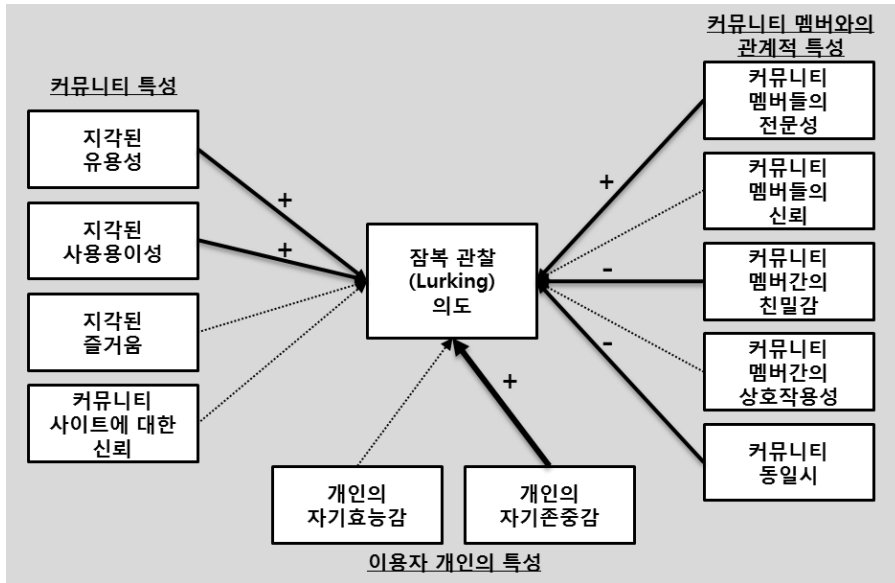 커뮤니티 특성
지각된
유용성
지각된
사용용이성
지각된
즐거움
커뮤니티
사이트에 대한
신뢰
+
+
잠복 관찰
(Lurking)
의도
+
개인의
자기효능감
개인의
자기존중감
이용자 개인의 특성
커뮤니티 멤버와의
관계적 특성
커뮤니티
멤버들의
전문성
커뮤니티
멤버들의
신뢰
커뮤니티
멤버간의
친밀감
커뮤니티
멤버간의
상호작용성
커뮤니티
동일시
+
-
-